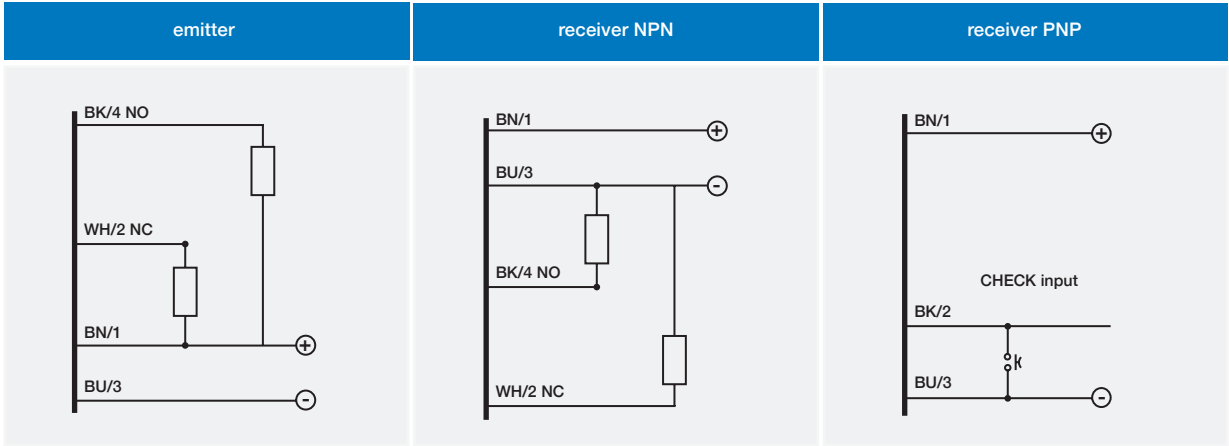 emitter
receiver NPN
receiver PNP
BK/4 NO
WH/2 NC
BN/1
+
BU/3
-
BN/1
+
BU/3
-
BK/4 NO
WH/2 NC
BN/1
+
CHECK input
BK/2
BU/3
-